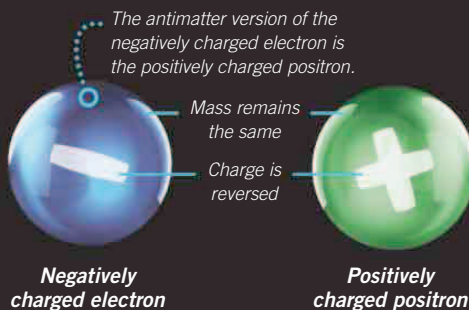 The antimatter version of the
negatively charged electron is
the positively charged positron.
Mass remains
the same
Charge is
reversed
Negatively
charged electron
Positively
charged positron